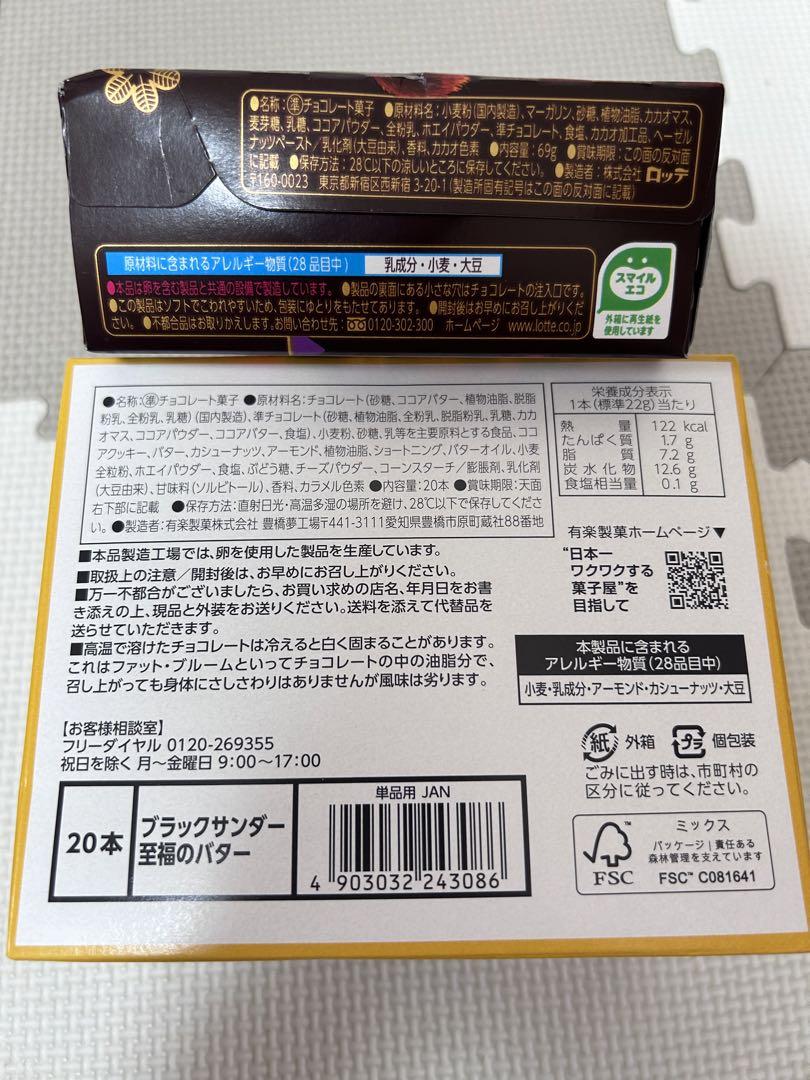 ●名称:(準)チョコレート菓子 ●原材料名:小麦粉(国内製造)、マーガリン、砂糖、植物油脂、カカオマス、
麦芽糖、乳糖、ココアパウダー、全粉乳、ホエイパウダー、準チョコレート、食塩、カカオ加工品、ヘーゼル
ナッツペースト/乳化剤(大豆由来)、香料、カカオ色素 ●内容量:69g ●賞味期限:この面の反対面
に記載 ●保存方法:28℃以下の涼しいところに保存してください。 ●製造者:株式会社 ロッテ
〒160-0023 東京都新宿区西新宿 3-20-1(製造所固有記号はこの面の反対面に記載)
原材料に含まれるアレルギー物質(28品目中) 乳成分・小麦・大豆
●本品は卵を含む製品と共通の設備で製造しています。 ●製品の裏面にある小さな穴はチョコレートの注入口です。
●この製品はソフトでこわれやすいため、包装にゆとりをもたせてあります。 ●開封後はお早めにお召し上がりくだ
さい。 ●不都合品はお取りかえします。お問い合わせ先: 0120-302-300 ホームページ www.lotte.co.jp
スマイル
エコ
外箱に再生紙を
使用しています
●名称:(準)チョコレート菓子 ●原材料名:チョコレート(砂糖、ココアバター、植物油脂、脱脂
粉乳、全粉乳、乳糖)(国内製造)、準チョコレート(砂糖、植物油脂、全粉乳、脱脂粉乳、乳糖、カカ
オマス、ココアパウダー、ココアバター、食塩)、小麦粉、砂糖、乳等を主要原料とする食品、ココ
アクッキー、バター、カシューナッツ、アーモンド、植物油脂、ショートニング、バターオイル、小麦
全粒粉、ホエイパウダー、食塩、ぶどう糖、チーズパウダー、コーンスターチ/膨脹剤、乳化剤
(大豆由来)、甘味料(ソルビトール)、香料、カラメル色素 ●内容量:20本 ●賞味期限:天面
右下部に記載 ●保存方法:直射日光・高温多湿の場所を避け、28℃以下で保存してくださ
い。 ●製造者:有楽製菓株式会社 豊橋夢工場〒441-3111愛知県豊橋市原町蔵社88番地
栄養成分表示
1本(標準22g)当たり
熱量 122 kcal
たんぱく質 1.7 g
脂質 7.2 g
炭水化物 12.6 g
食塩相当量 0.1 g
有楽製菓ホームページ▼
“日本一
ワクワクする
菓子屋”を
目指して
■本品製造工場では、卵を使用した製品を生産しています。
■取扱上の注意/開封後は、お早めにお召し上がりください。
■万一不都合がございましたら、お買い求めの店名、年月日をお書
き添えの上、現品と外装をお送りください。送料を添えて代替品を
送らせていただきます。
■高温で溶けたチョコレートは冷えると白く固まることがあります。
これはファット・ブルームといってチョコレートの中の油脂分で、
召し上がっても身体にさしさわりはありませんが風味は劣ります。
本製品に含まれる
アレルギー物質(28品目中)
小麦・乳成分・アーモンド・カシューナッツ・大豆
【お客様相談室】
フリーダイヤル 0120-269355
祝日を除く 月〜金曜日 9:00〜17:00
紙 外箱 プラ 個包装
ごみに出す時は、市町村の
区分に従ってください。
20本
ブラックサンダー
至福のバター
単品用 JAN
4 903032 243086
FSC
ミックス
パッケージ|責任ある
森林管理を支えています
FSC™ C081641